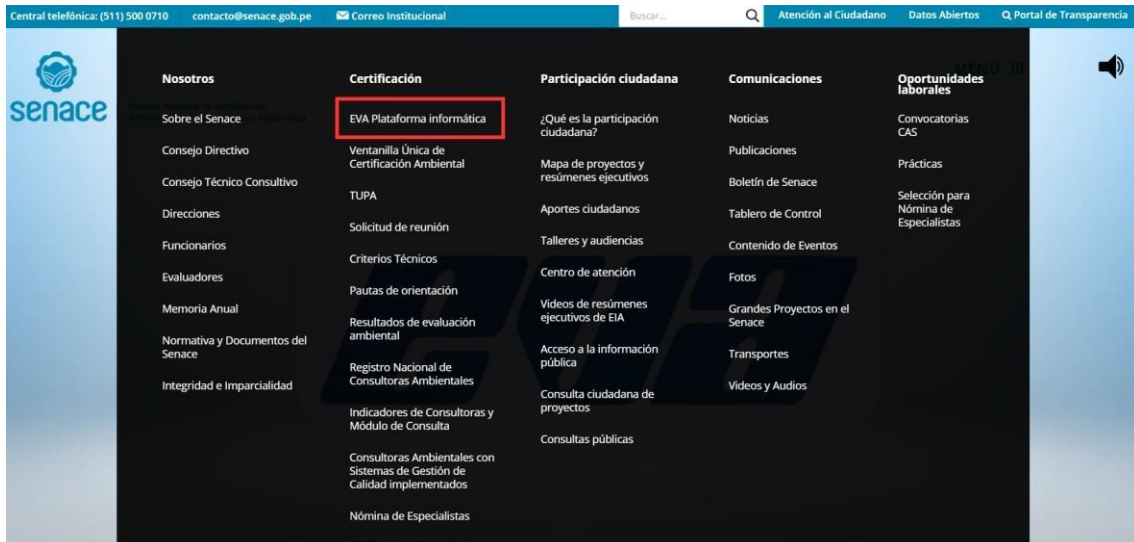 Central telefónica: (511) 500 0710 contacto@senace.gob.pe Correo Institucional Buscar... Atención al Ciudadano Datos Abiertos Portal de Transparencia
MENÚ
senace
Nosotros
Sobre el Senace
Consejo Directivo
Consejo Técnico Consultivo
Direcciones
Funcionarios
Evaluadores
Memoria Anual
Normativa y Documentos del
Senace
Integridad e Imparcialidad
Certificación
EVA Plataforma informática
Ventanilla Única de
Certificación Ambiental
TUPA
Solicitud de reunión
Criterios Técnicos
Pautas de orientación
Resultados de evaluación
ambiental
Registro Nacional de
Consultoras Ambientales
Indicadores de Consultoras y
Módulo de Consulta
Consultoras Ambientales con
Sistemas de Gestión de
Calidad implementados
Nómina de Especialistas
Participación ciudadana
¿Qué es la participación
ciudadana?
Mapa de proyectos y
resúmenes ejecutivos
Aportes ciudadanos
Talleres y audiencias
Centro de atención
Videos de resúmenes
ejecutivos de EIA
Acceso a la información
pública
Consulta ciudadana de
proyectos
Consultas públicas
Comunicaciones
Noticias
Publicaciones
Boletín de Senace
Tablero de Control
Contenido de Eventos
Fotos
Grandes Proyectos en el
Senace
Transportes
Videos y Audios
Oportunidades
laborales
Convocatorias
CAS
Prácticas
Selección para
Nómina de
Especialistas
eva